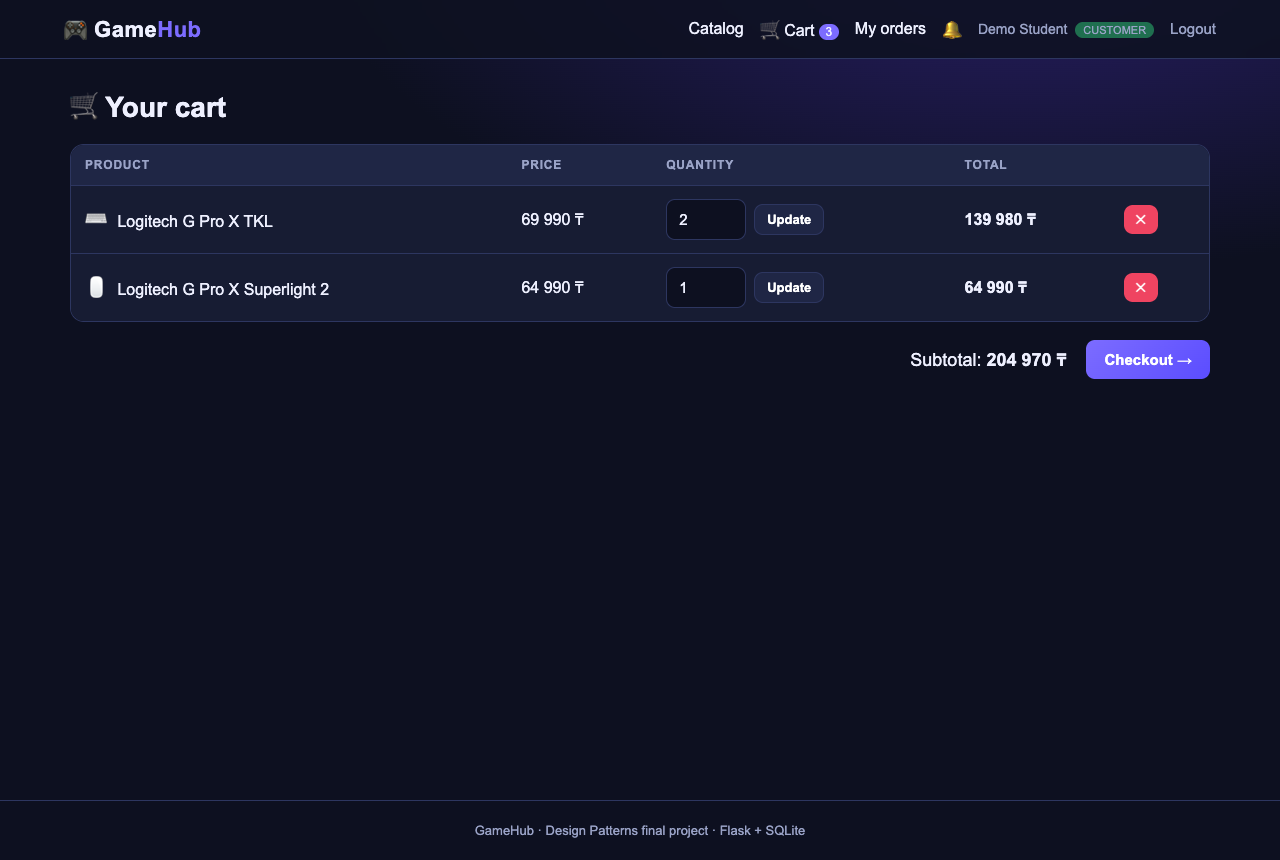 GameHub
Catalog Cart 3 My orders Demo Student CUSTOMER Logout
Your cart
PRODUCT PRICE QUANTITY TOTAL
Logitech G Pro X TKL 69 990 ₸ 2 Update 139 980 ₸ ✕
Logitech G Pro X Superlight 2 64 990 ₸ 1 Update 64 990 ₸ ✕
Subtotal: 204 970 ₸ Checkout →
GameHub · Design Patterns final project · Flask + SQLite